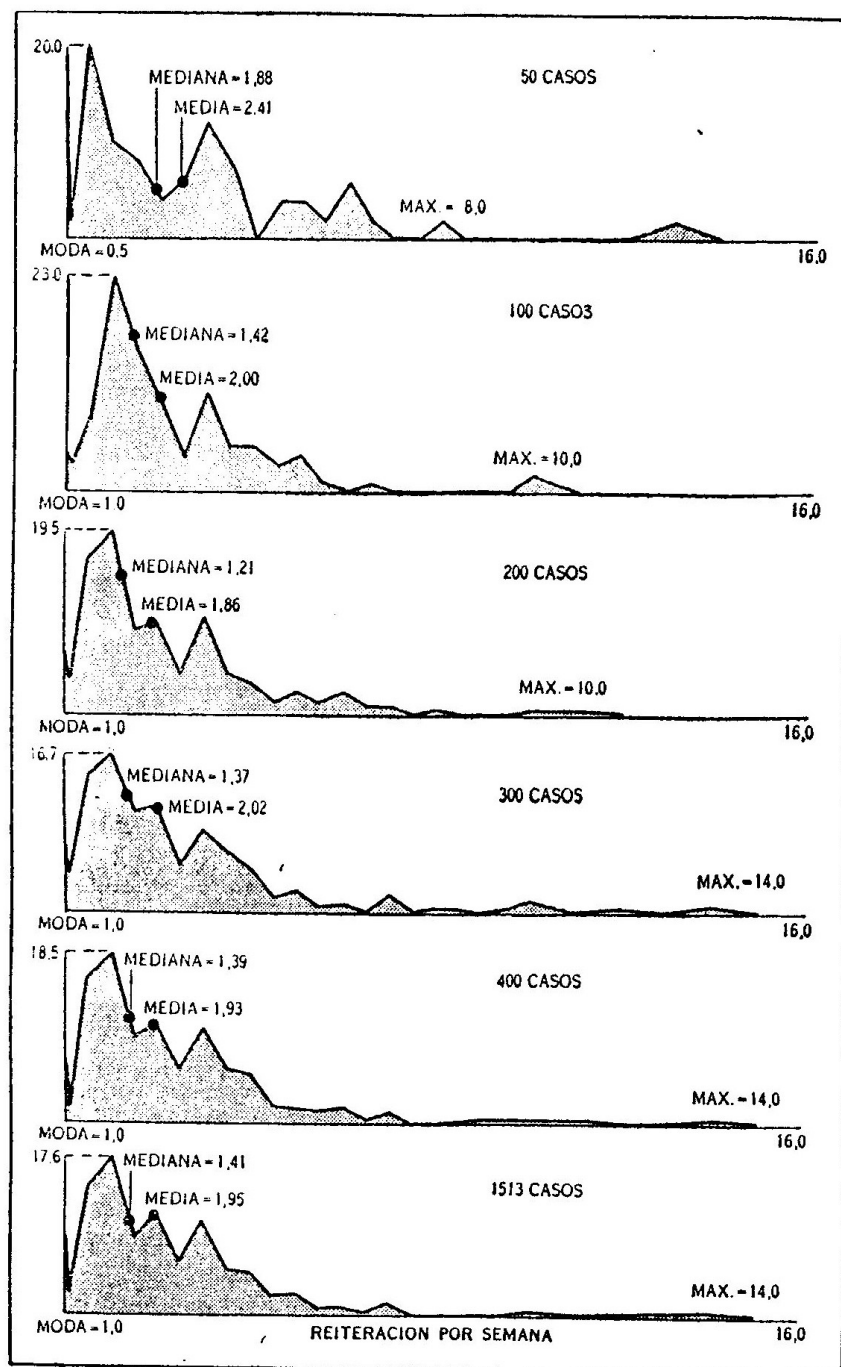 20.0
MEDIANA = 1,88
50 CASOS
MEDIA = 2.41
MAX. = 8,0
MODA = 0,5
16,0
23.0
100 CASO3
MEDIANA = 1,42
MEDIA = 2,00
MAX. = 10,0
MODA = 1.0
16,0
19.5
MEDIANA = 1,21
200 CASOS
MEDIA = 1,86
MAX. = 10.0
MODA = 1,0
16,0
16.7
MEDIANA = 1,37
300 CASOS
MEDIA = 2,02
MAX. = 14,0
MODA = 1,0
16,0
18.5
MEDIANA = 1,39
400 CASOS
MEDIA = 1,93
MAX. = 14,0
MODA = 1,0
16,0
17.6
MEDIANA = 1,41
1513 CASOS
MEDIA = 1,95
MAX. = 14,0
MODA = 1,0
REITERACION POR SEMANA
16,0